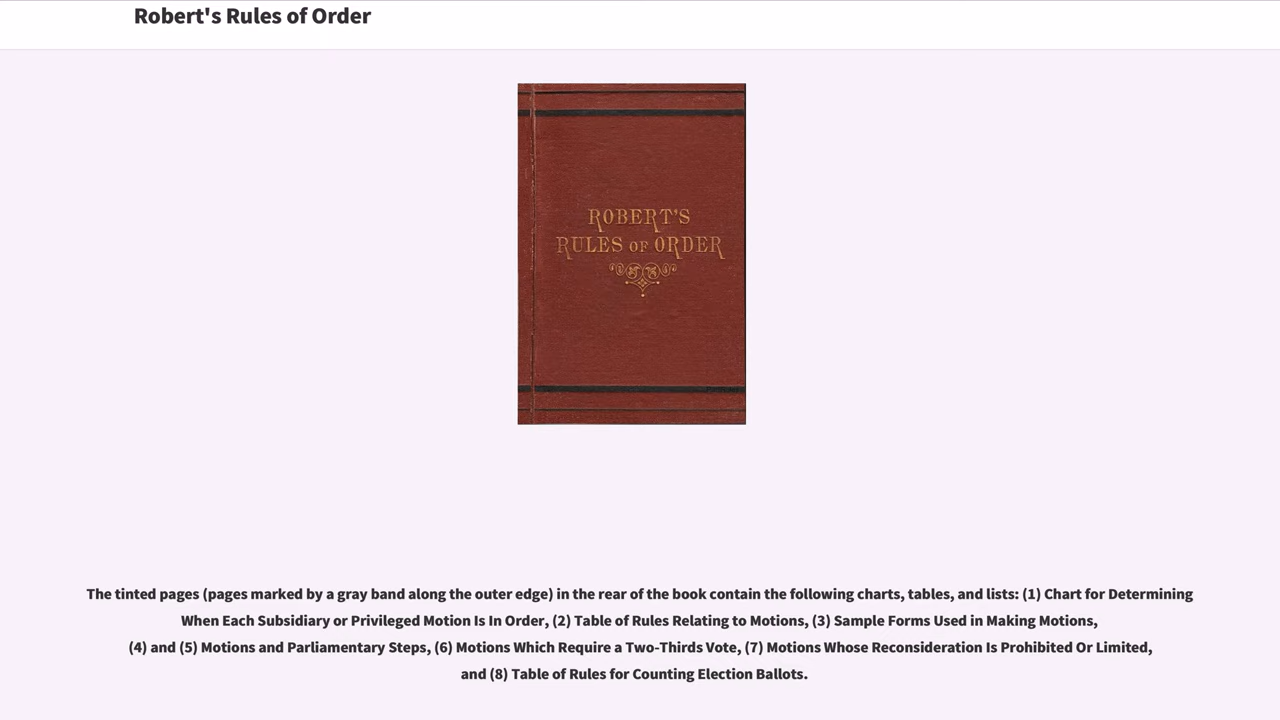 Robert's Rules of Order
ROBERT'S
RULES OF ORDER
The tinted pages (pages marked by a gray band along the outer edge) in the rear of the book contain the following charts, tables, and lists: (1) Chart for Determining
When Each Subsidiary or Privileged Motion Is In Order, (2) Table of Rules Relating to Motions, (3) Sample Forms Used in Making Motions,
(4) and (5) Motions and Parliamentary Steps, (6) Motions Which Require a Two-Thirds Vote, (7) Motions Whose Reconsideration Is Prohibited Or Limited,
and (8) Table of Rules for Counting Election Ballots.